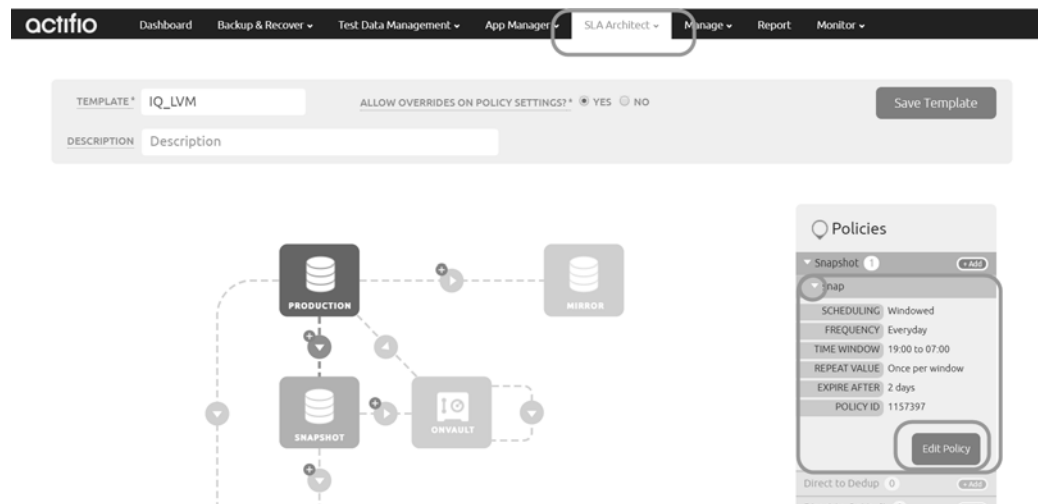 actifio Dashboard Backup & Recover Test Data Management App Manager SLA Architect Manage Report Monitor
TEMPLATE* IQ_LVM ALLOW OVERRIDES ON POLICY SETTINGS?* YES NO Save Template
DESCRIPTION Description
Policies
Snapshot 1 + Add
Snap
SCHEDULING Windowed
FREQUENCY Everyday
TIME WINDOW 19:00 to 07:00
REPEAT VALUE Once per window
EXPIRE AFTER 2 days
POLICY ID 1157397
Edit Policy
Direct to Dedup 0 + Add
PRODUCTION
MIRROR
SNAPSHOT
ONVAULT